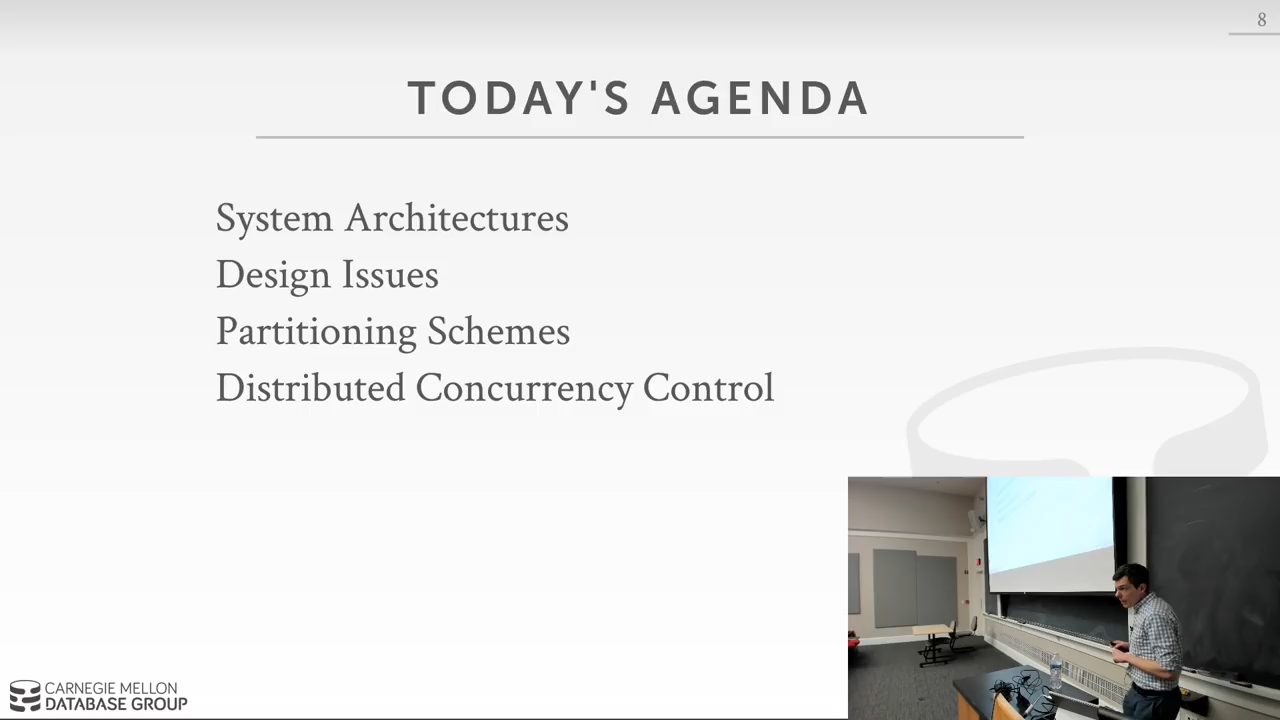 8
TODAY'S AGENDA
System Architectures
Design Issues
Partitioning Schemes
Distributed Concurrency Control
CARNEGIE MELLON
DATABASE GROUP